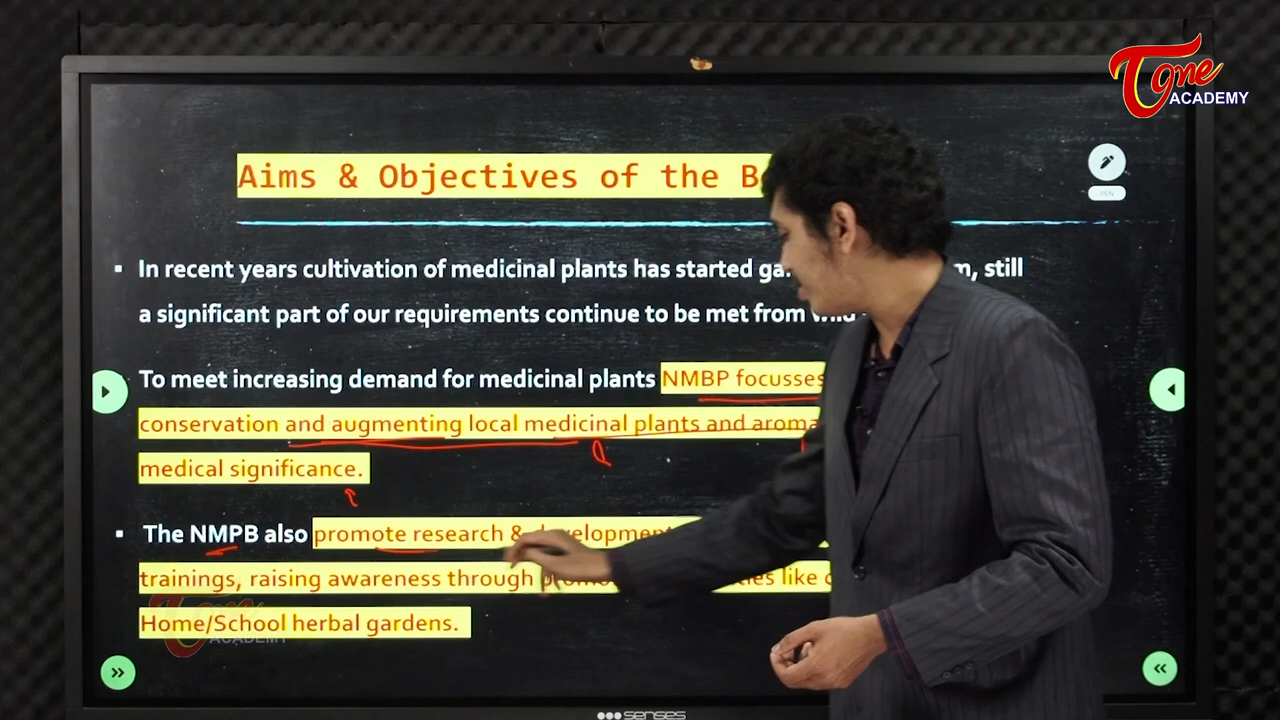 Tone
ACADEMY
Aims & Objectives of the
PEN
▪ In recent years cultivation of medicinal plants has started still
a significant part of our requirements continue to be met from
To meet increasing demand for medicinal plants NMBP focusses
conservation and augmenting local medicinal plants and
medical significance.
▪ The NMPB also promote research &
trainings, raising awareness through like
Home/School herbal gardens.
ACADEMY
senses